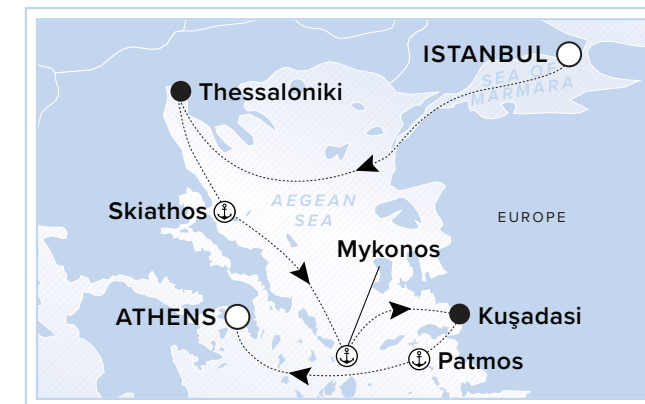 ISTANBUL
SEA OF
MARMARA
Thessaloniki
AEGEAN
SEA
Skiathos
EUROPE
Mykonos
ATHENS
Kuşadasi
Patmos